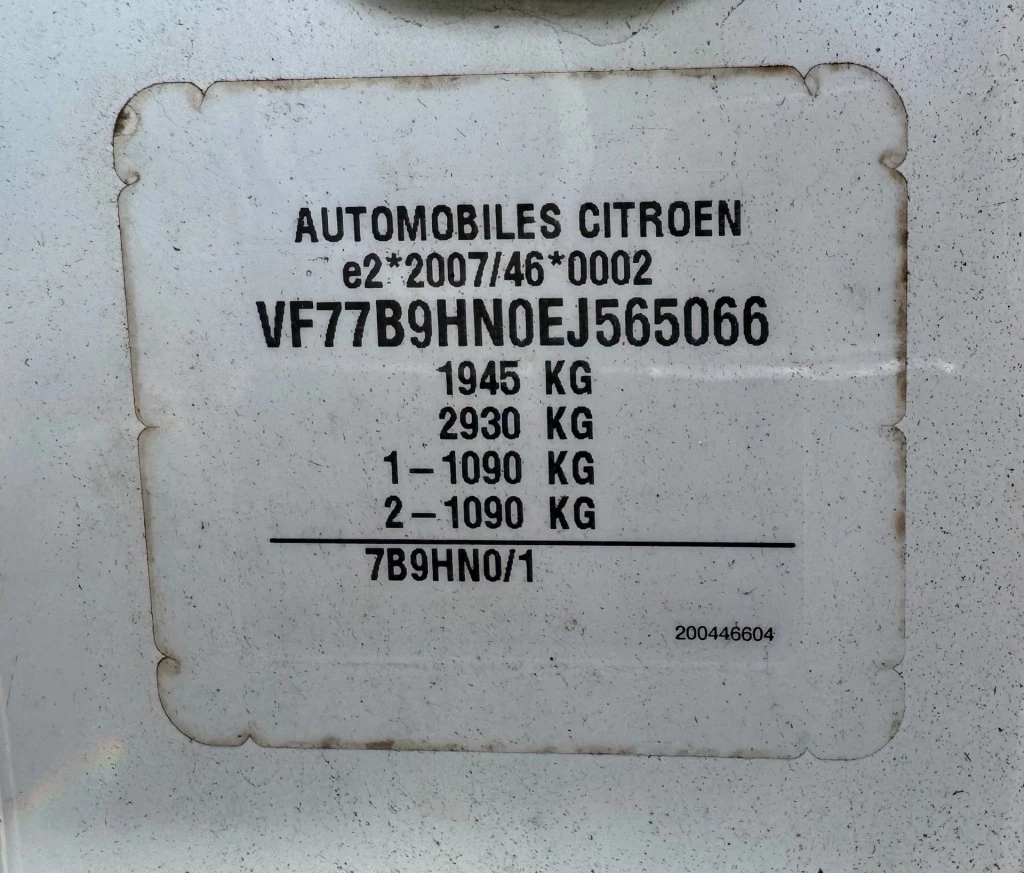 AUTOMOBILES CITROEN
e2*2007/46*0002
VF77B9HN0EJ565066
1945 KG
2930 KG
1-1090 KG
2-1090 KG
7B9HN0/1
200446604